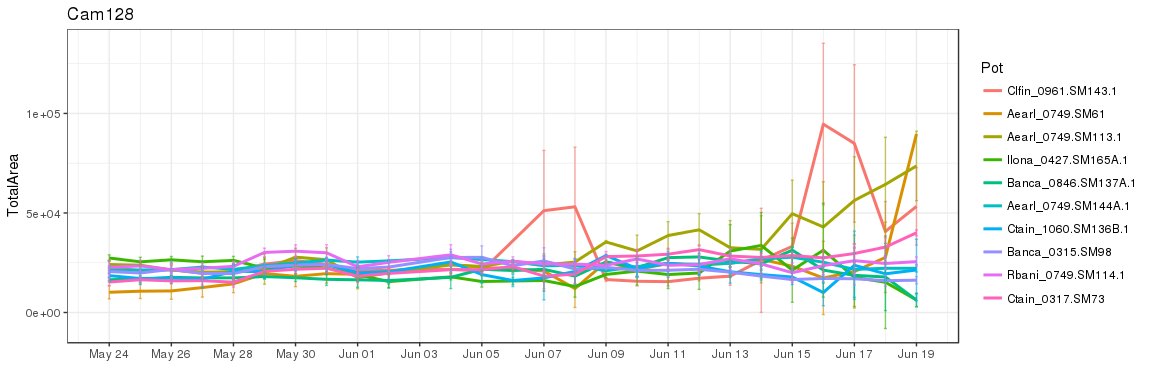 Cam128
TotalArea
1e+05
5e+04
0e+00
May 24
May 26
May 28
May 30
Jun 01
Jun 03
Jun 05
Jun 07
Jun 09
Jun 11
Jun 13
Jun 15
Jun 17
Jun 19
Pot
Clfin_0961.SM143.1
Aearl_0749.SM61
Aearl_0749.SM113.1
Ilona_0427.SM165A.1
Banca_0846.SM137A.1
Aearl_0749.SM144A.1
Ctain_1060.SM136B.1
Banca_0315.SM98
Rbani_0749.SM114.1
Ctain_0317.SM73